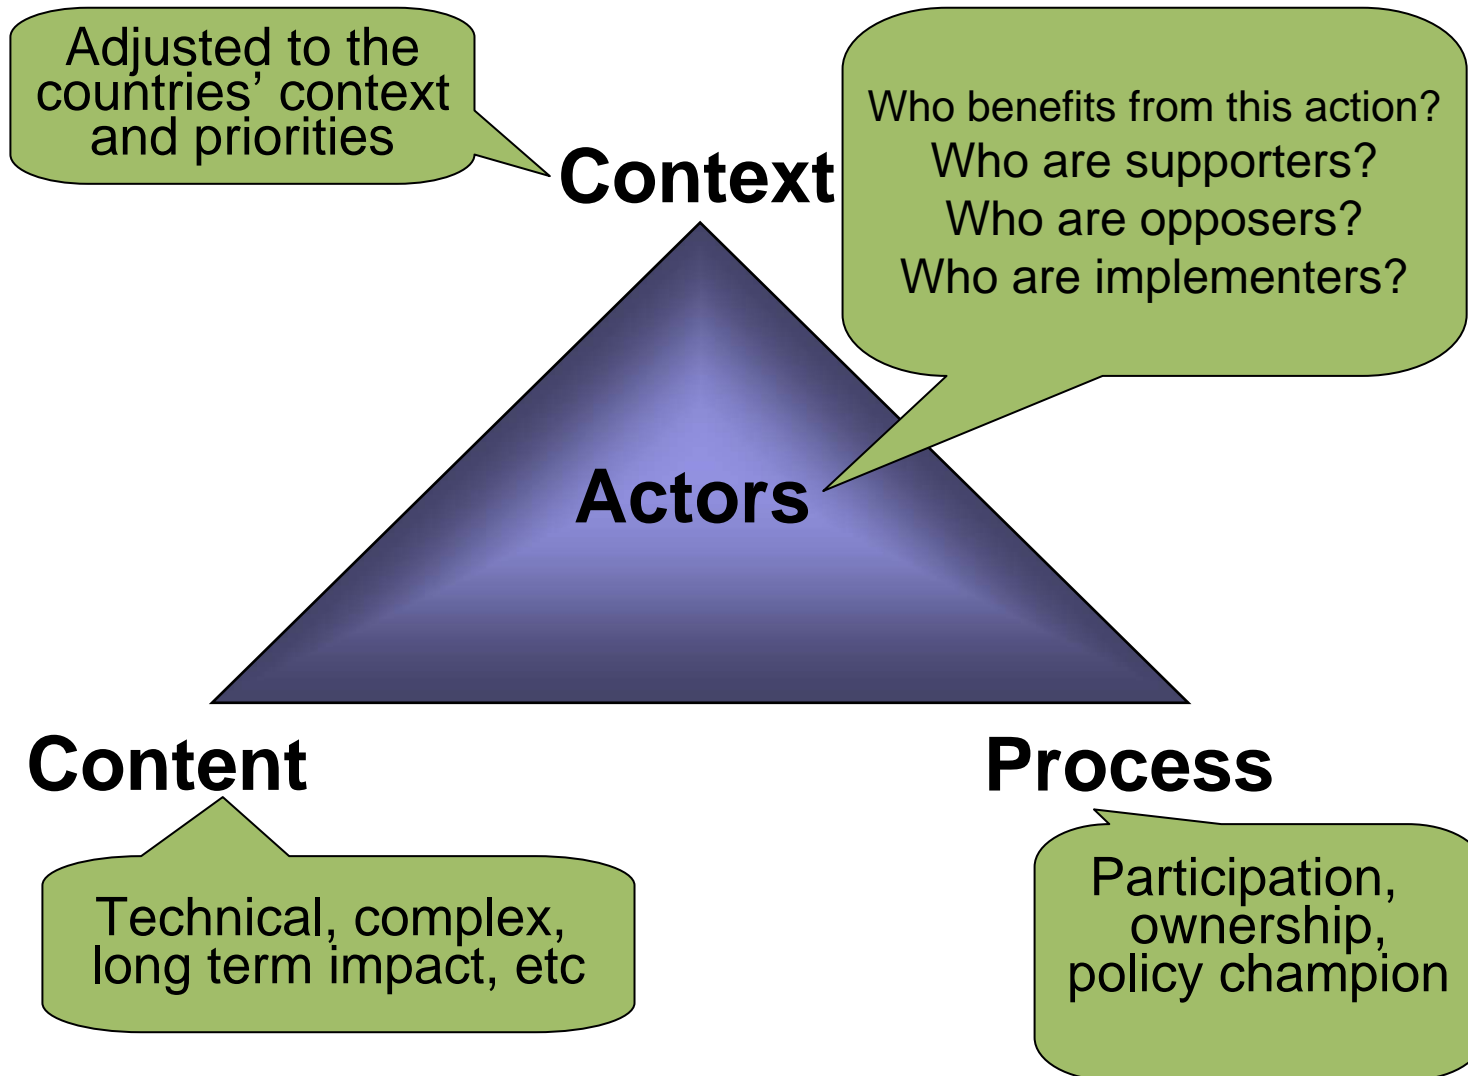 Adjusted to the
countries’ context
and priorities
Who benefits from this action?
Who are supporters?
Who are opposers?
Who are implementers?
Context
Actors
Content
Process
Technical, complex,
long term impact, etc
Participation,
ownership,
policy champion